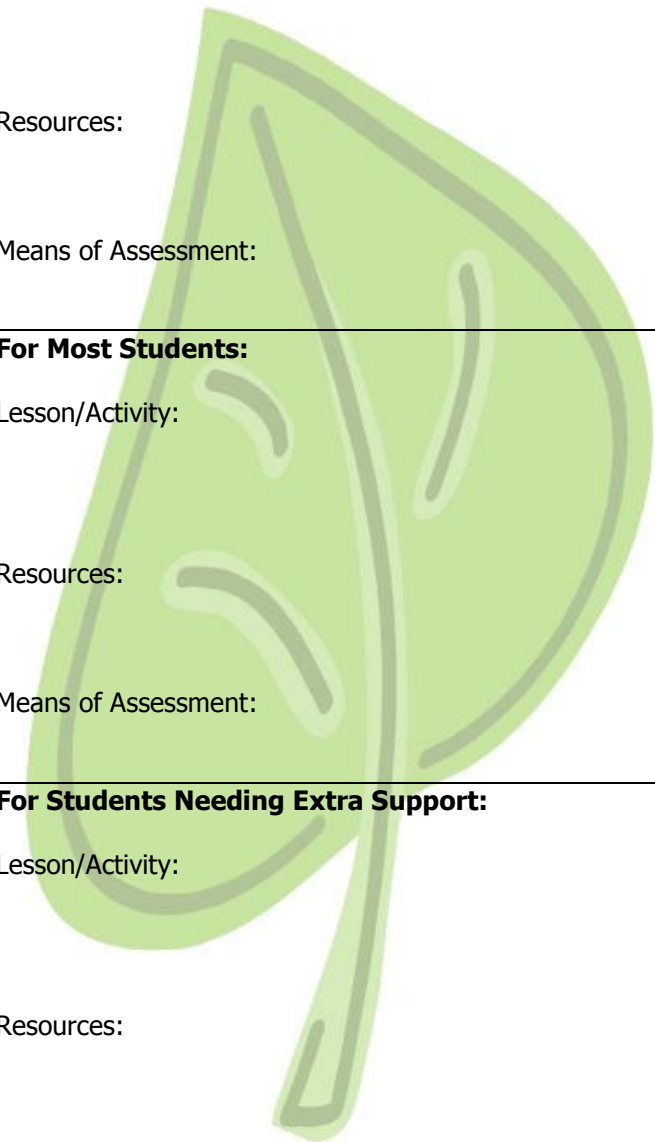 Resources:
Means of Assessment:
For Most Students:
Lesson/Activity:
Resources:
Means of Assessment:
For Students Needing Extra Support:
Lesson/Activity:
Resources: